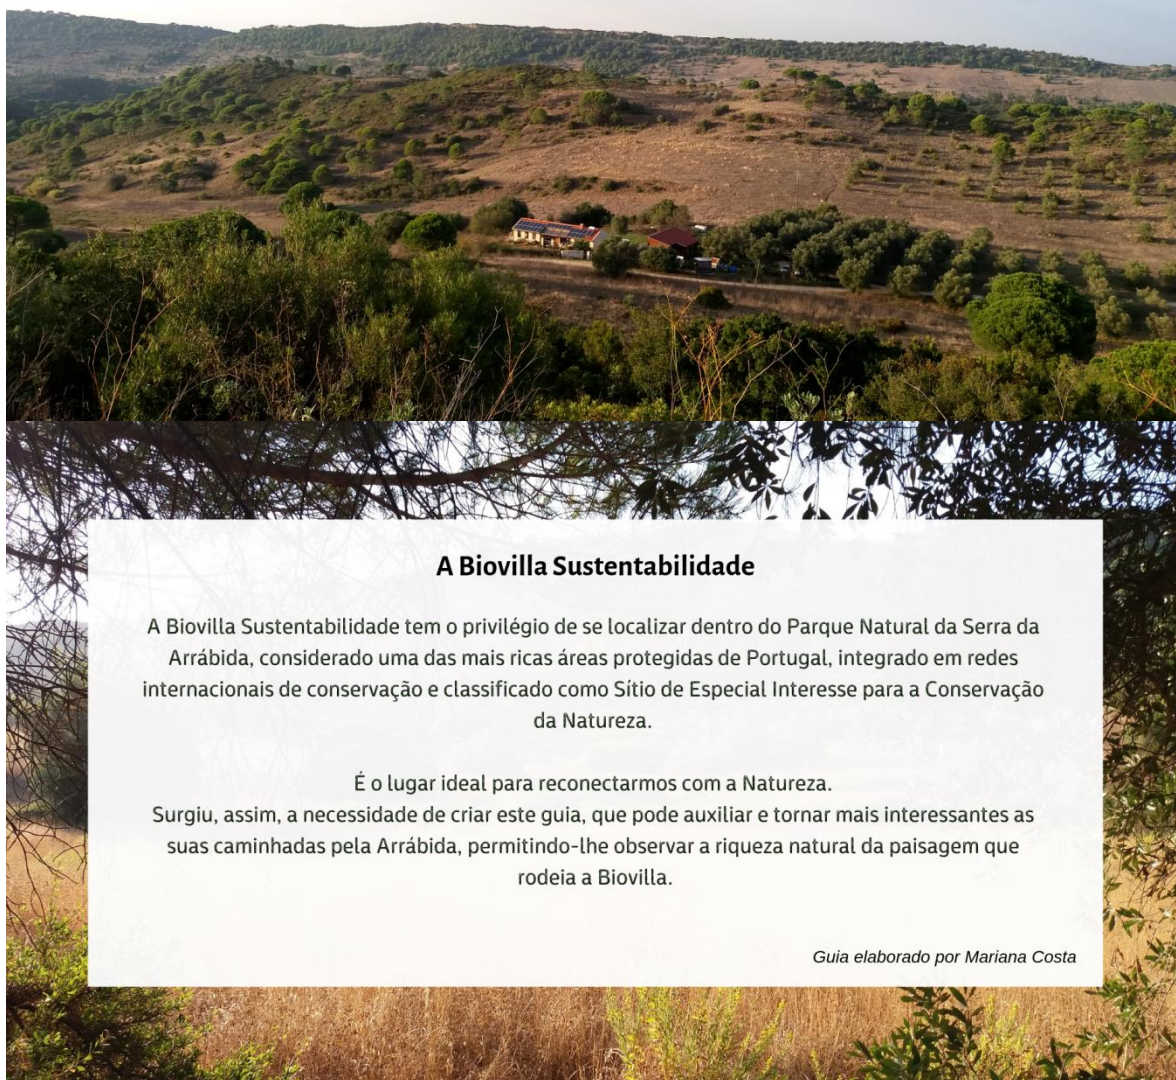 A Biovilla Sustentabilidade
A Biovilla Sustentabilidade tem o privilégio de se localizar dentro do Parque Natural da Serra da
Arrábida, considerado uma das mais ricas áreas protegidas de Portugal, integrado em redes
internacionais de conservação e classificado como Sítio de Especial Interesse para a Conservação
da Natureza.
É o lugar ideal para reconectarmos com a Natureza.
Surgiu, assim, a necessidade de criar este guia, que pode auxiliar e tornar mais interessantes as
suas caminhadas pela Arrábida, permitindo-lhe observar a riqueza natural da paisagem que
rodeia a Biovilla.
Guia elaborado por Mariana Costa